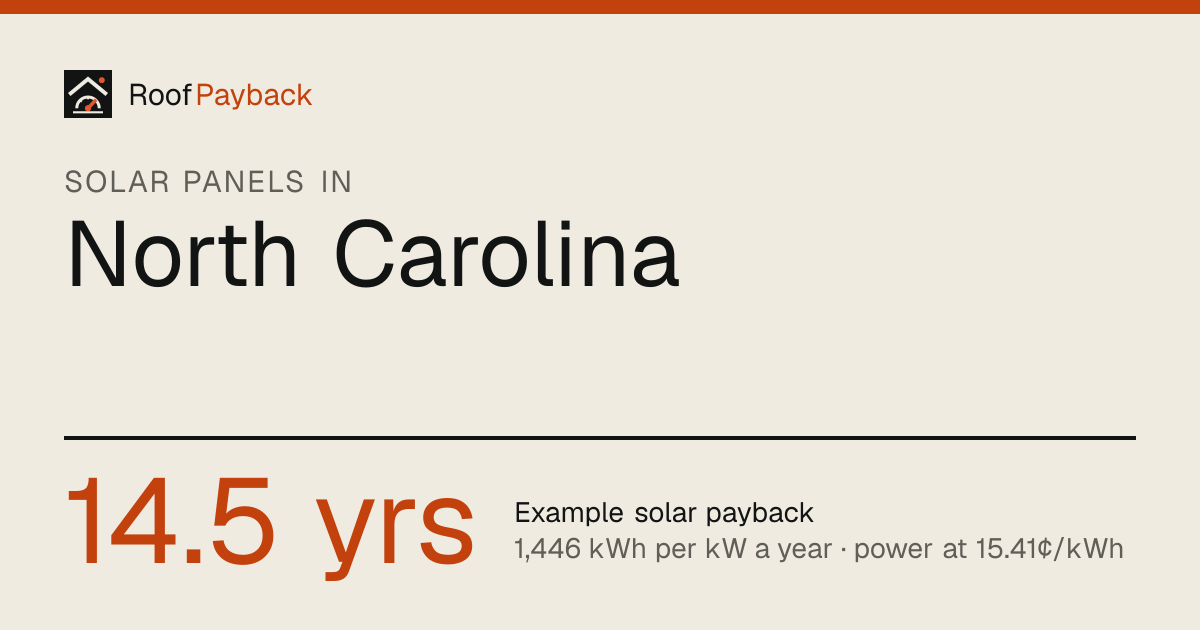 RoofPayback
SOLAR PANELS IN
North Carolina
14.5 yrs
Example solar payback
1,446 kWh per kW a year · power at 15.41¢/kWh